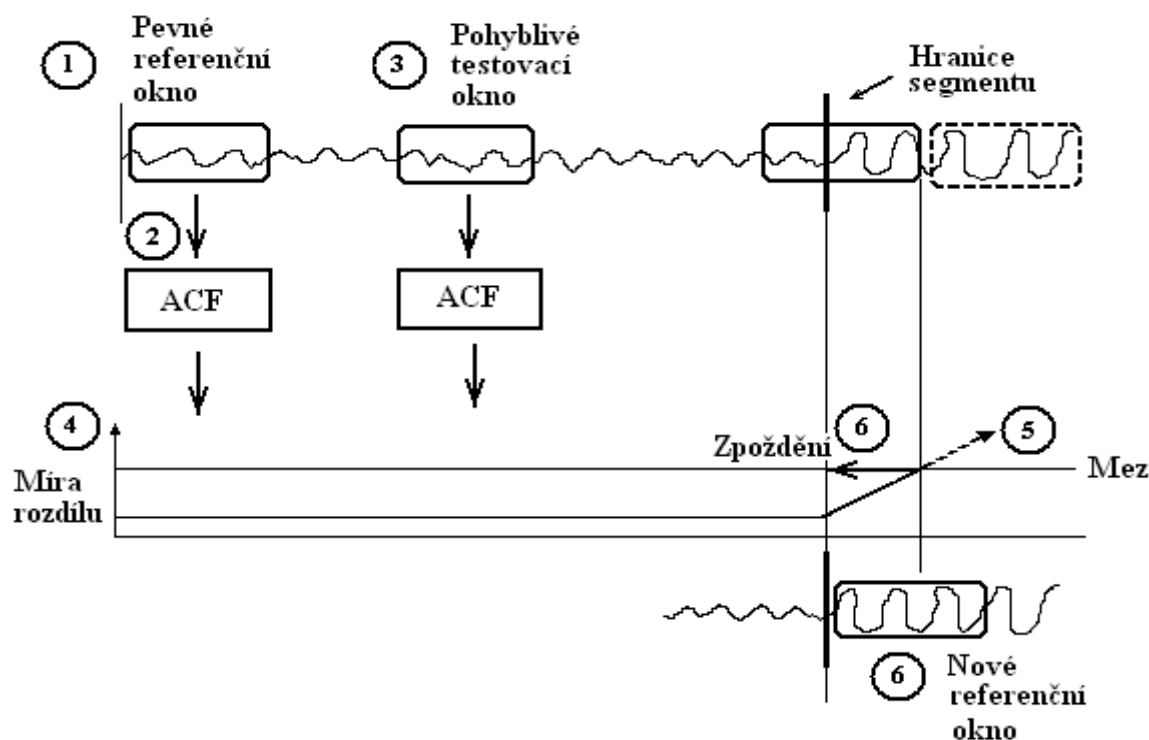 1
Pevné
referenční
okno
3
Pohyblivé
testovací
okno
Hranice
segmentu
2
ACF
ACF
4
Míra
rozdílu
Zpoždění
6
5
Mez
6
Nové
referenční
okno